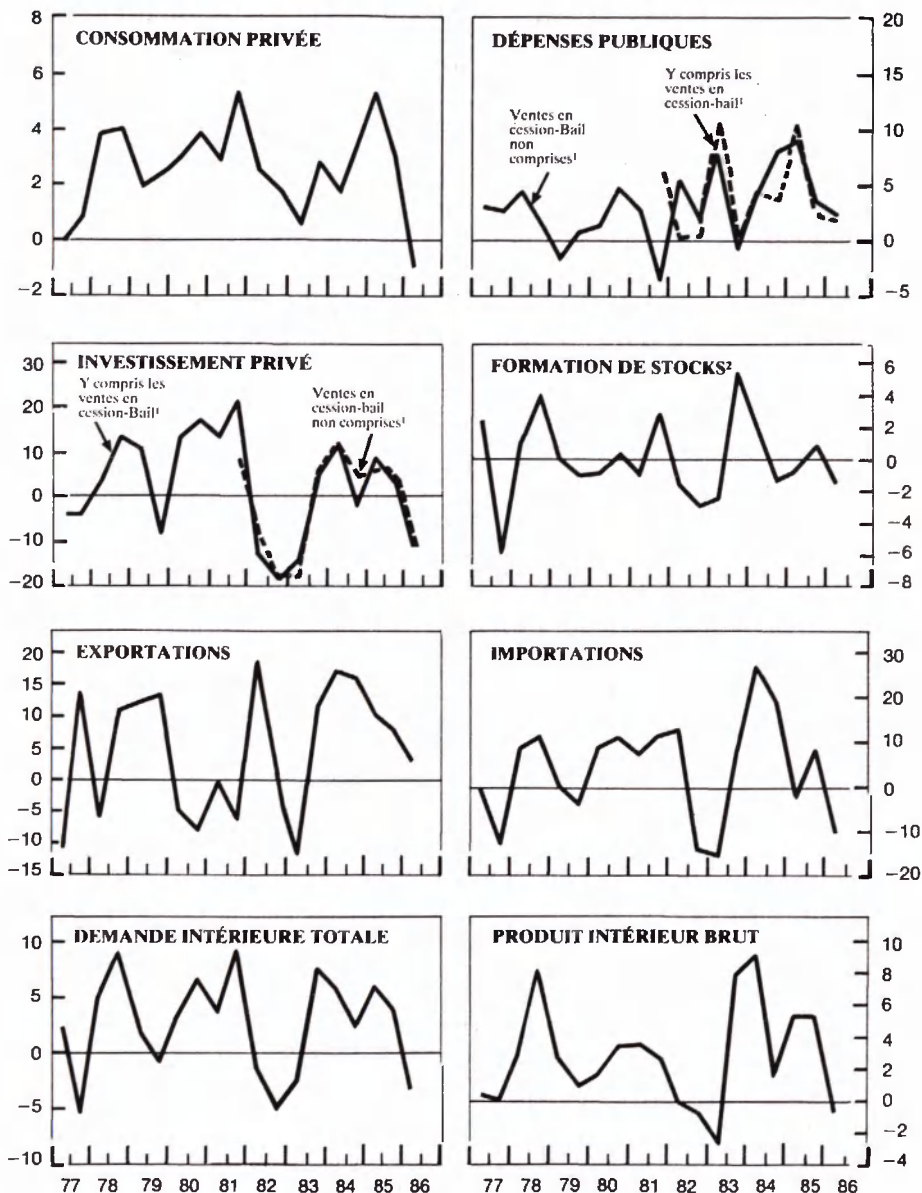 CONSOMMATION PRIVÉE
8
6
4
2
0
−2
DÉPENSES PUBLIQUES
Y compris les
ventes en
cession-bail¹
Ventes en
cession-Bail
non
comprises¹
20
15
10
5
0
−5
INVESTISSEMENT PRIVÉ
Y compris les
ventes en
cession-Bail¹
Ventes en
cession-bail
non comprises¹
30
20
10
0
−10
−20
FORMATION DE STOCKS²
6
4
2
0
−2
−4
−6
−8
EXPORTATIONS
20
15
10
5
0
−5
−10
−15
IMPORTATIONS
30
20
10
0
−10
−20
DEMANDE INTÉRIEURE TOTALE
10
5
0
−5
−10
PRODUIT INTÉRIEUR BRUT
10
8
6
4
2
0
−2
−4
77 78 79 80 81 82 83 84 85 86
77 78 79 80 81 82 83 84 85 86